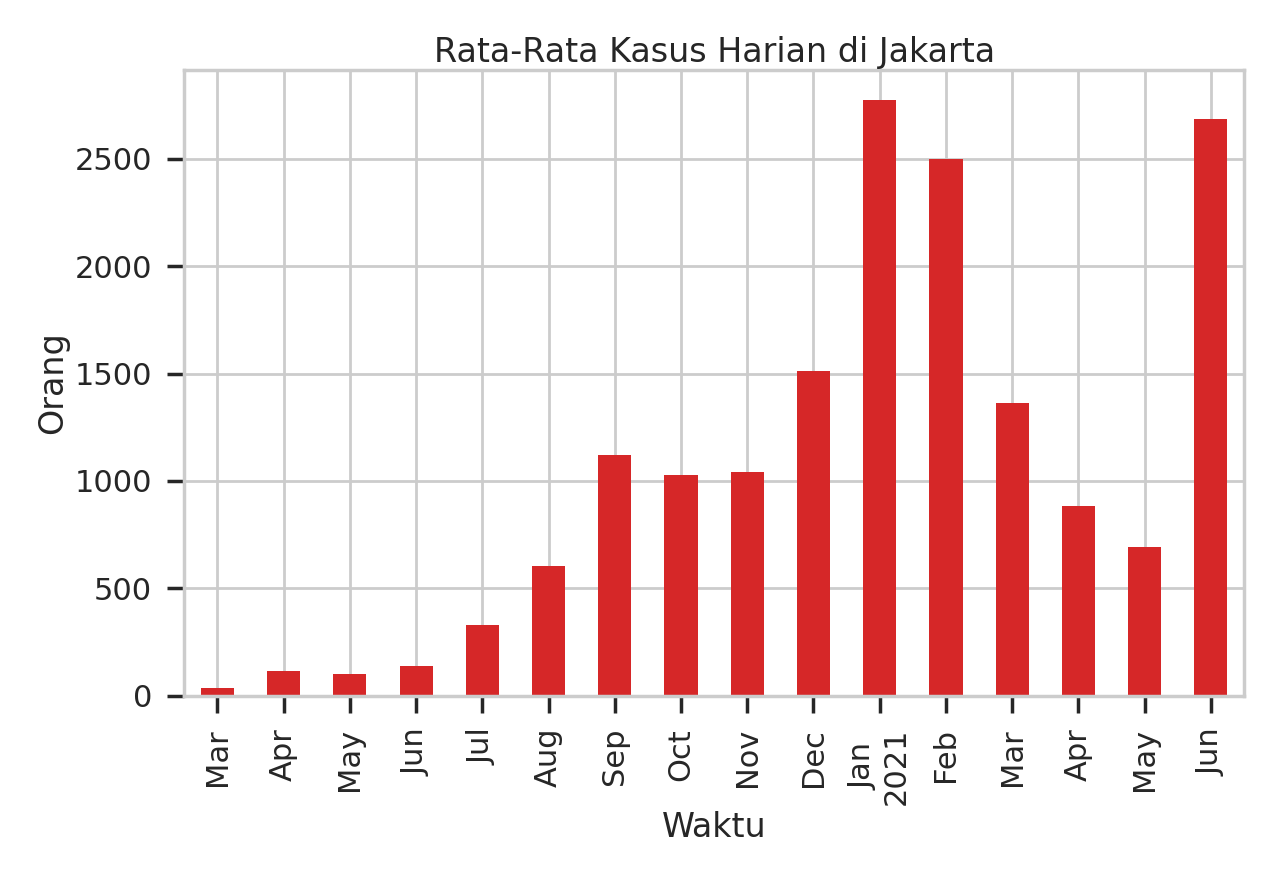 Rata-Rata Kasus Harian di Jakarta
2500
2000
1500
1000
500
0
Orang
Mar
Apr
May
Jun
Jul
Aug
Sep
Oct
Nov
Dec
Jan
2021
Feb
Mar
Apr
May
Jun
Waktu